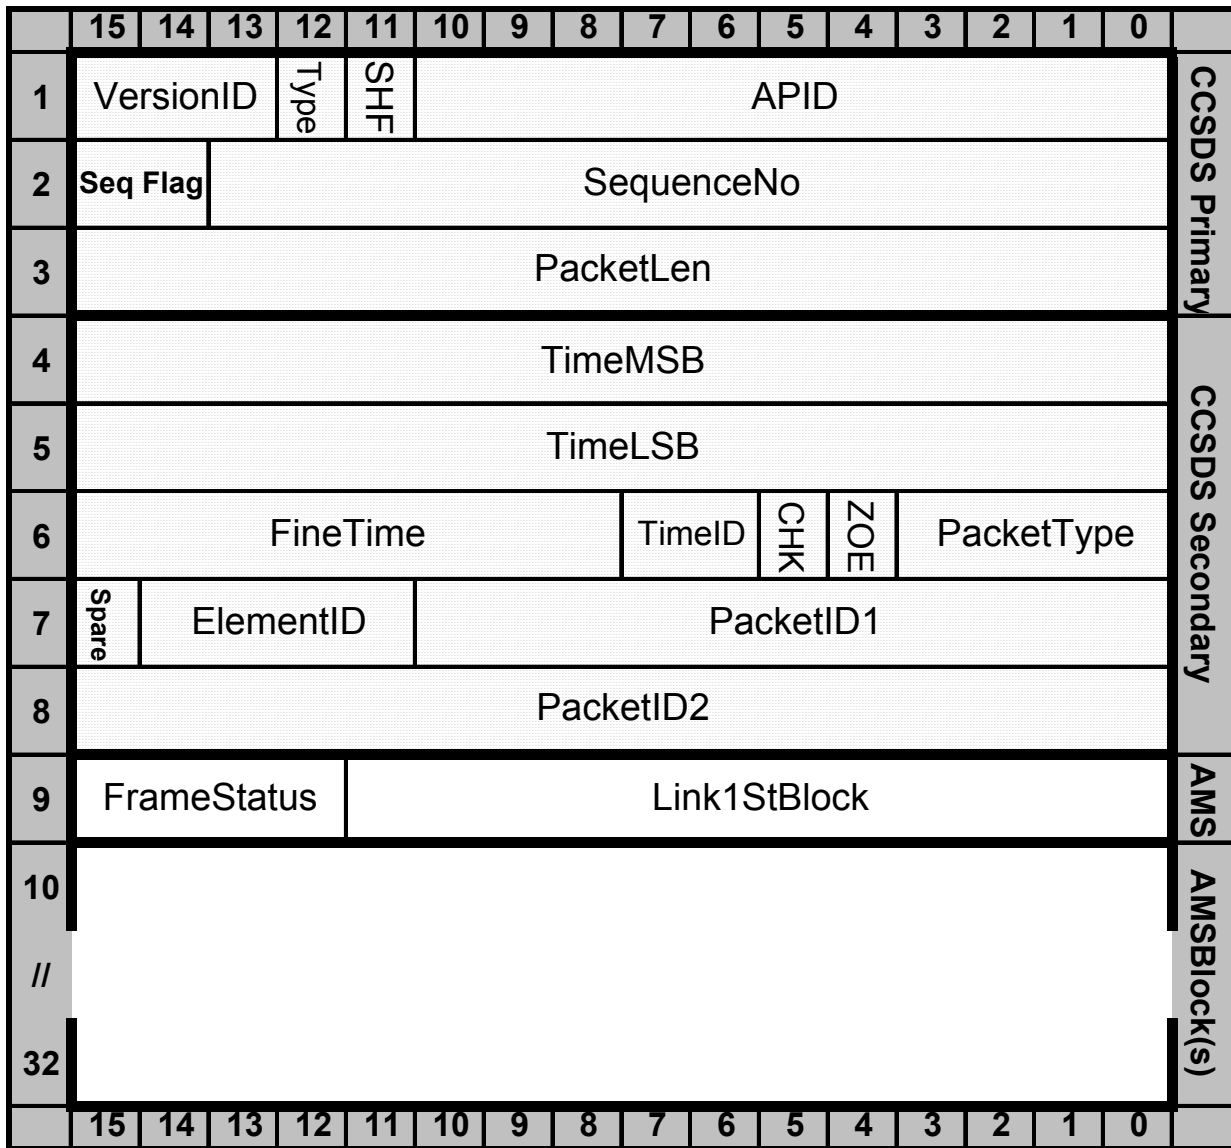 15 14 13 12 11 10 9 8 7 6 5 4 3 2 1 0
1 VersionID Type SHF APID
2 Seq Flag SequenceNo
3 PacketLen
CCSDS Primary
4 TimeMSB
5 TimeLSB
6 FineTime TimeID CHK ZOE PacketType
7 Spare ElementID PacketID1
8 PacketID2
CCSDS Secondary
9 FrameStatus Link1StBlock
AMS
10
//
32
AMSBlock(s)
15 14 13 12 11 10 9 8 7 6 5 4 3 2 1 0